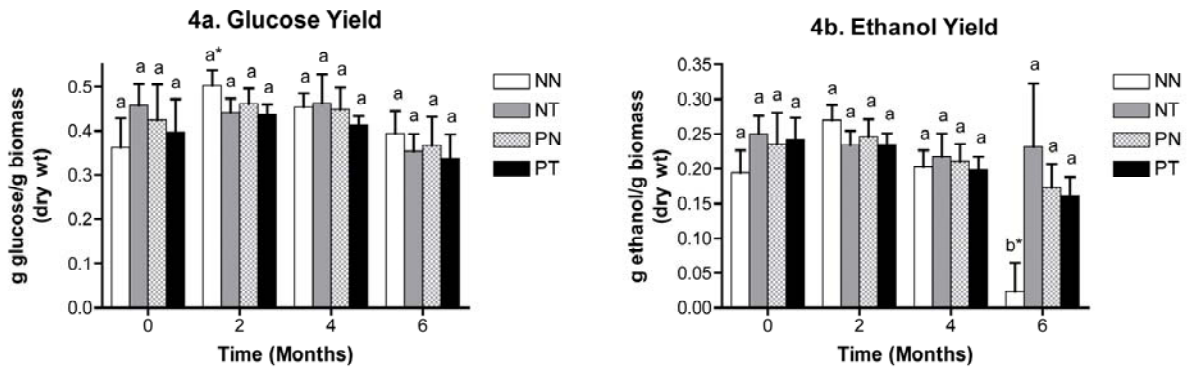 4a. Glucose Yield
g glucose/g biomass
(dry wt)
0.5
0.4
0.3
0.2
0.1
0.0
a a a a
a* a a a
a a a a
a a a a
0 2 4 6
Time (Months)
NN
NT
PN
PT
4b. Ethanol Yield
g ethanol/g biomass
(dry wt)
0.35
0.30
0.25
0.20
0.15
0.10
0.05
0.00
a a a a
a a a a
a a a a
b* a a a
0 2 4 6
Time (Months)
NN
NT
PN
PT